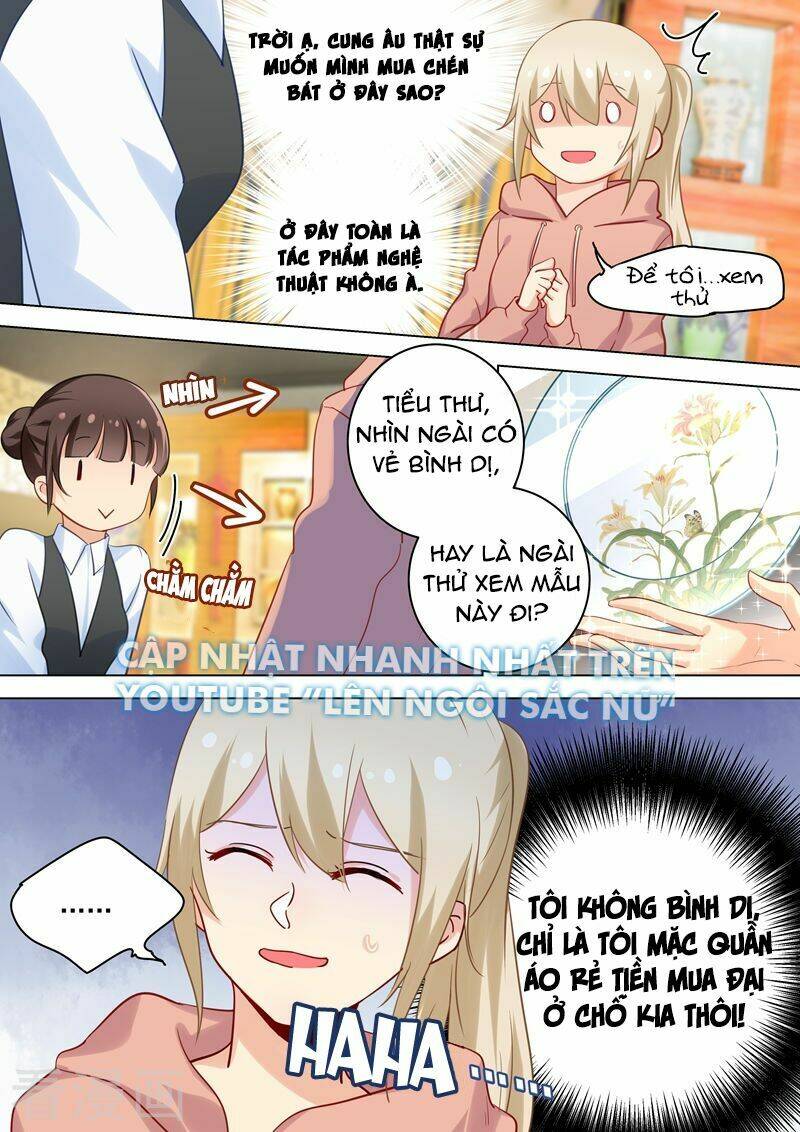 TRỜI Ạ, CUNG ÂU THẬT SỰ
MUỐN MÌNH MUA CHÉN
BÁT Ở ĐÂY SAO?
Ở ĐÂY TOÀN LÀ
TÁC PHẨM NGHỆ
THUẬT KHÔNG À.
Để tôi...xem
thử
NHÌN
CHẰM CHẰM
TIỂU THƯ,
NHÌN NGÀI CÓ
VẺ BÌNH DỊ,
HAY LÀ NGÀI
THỬ XEM MẪU
NÀY ĐI?
CẬP NHẬT NHANH NHẤT TRÊN
YOUTUBE "LÊN NGÔI SẮC NỮ"
......
TÔI KHÔNG BÌNH DỊ,
CHỈ LÀ TÔI MẶC QUẦN
ÁO RẺ TIỀN MUA ĐẠI
Ở CHỖ KIA THÔI!
HAHA ......
看漫画